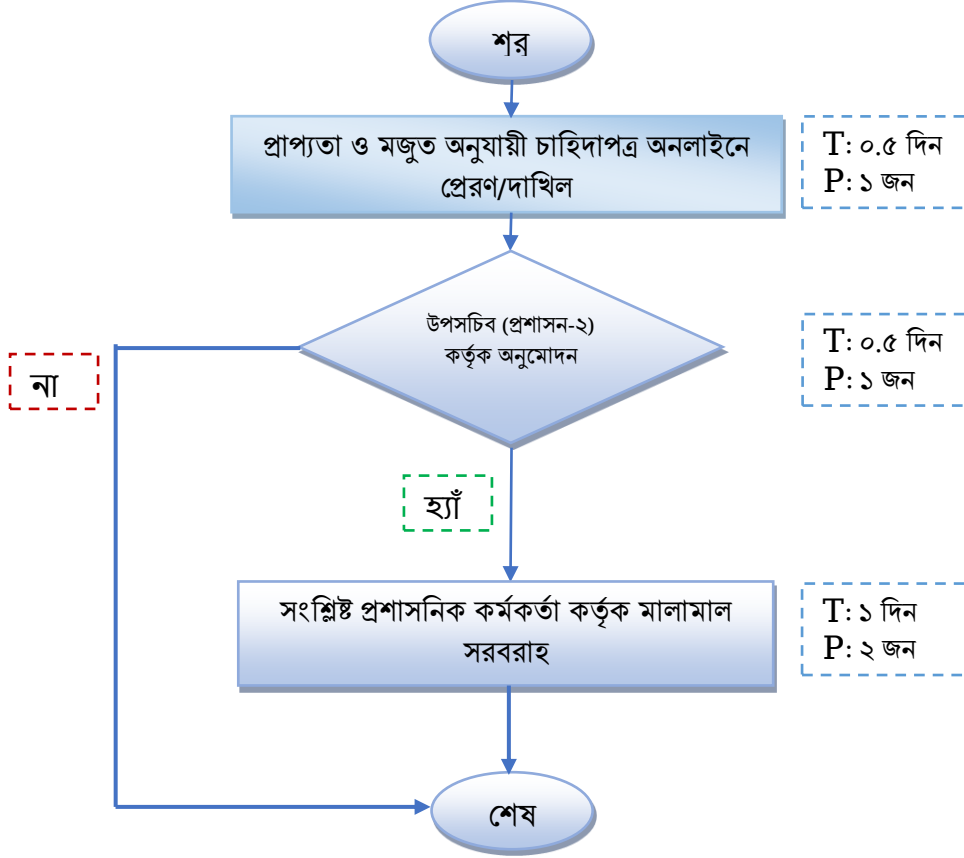 শর
প্রাপ্যতা ও মজুত অনুযায়ী চাহিদাপত্র অনলাইনে
প্রেরণ/দাখিল
T: ০.৫ দিন
P: ১ জন
উপসচিব (প্রশাসন-২)
কর্তৃক অনুমোদন
T: ০.৫ দিন
P: ১ জন
না
হ্যাঁ
সংশ্লিষ্ট প্রশাসনিক কর্মকর্তা কর্তৃক মালামাল
সরবরাহ
T: ১ দিন
P: ২ জন
শেষ